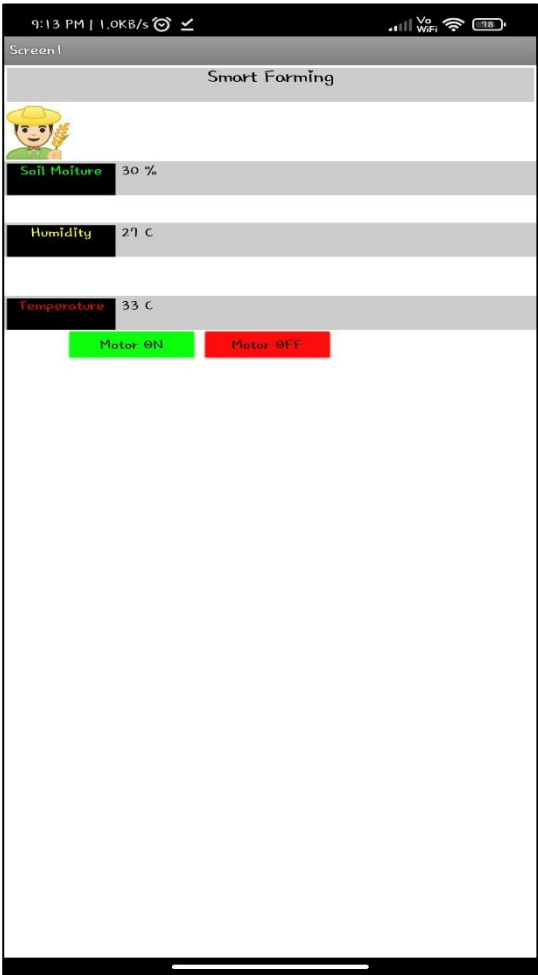 9:13 PM | 1.0KB/s
Vo WiFi 78
Screen1
Smart Farming
Soil Moiture 30 %
Humidity 27 C
Temperature 33 C
Motor ON Motor OFF